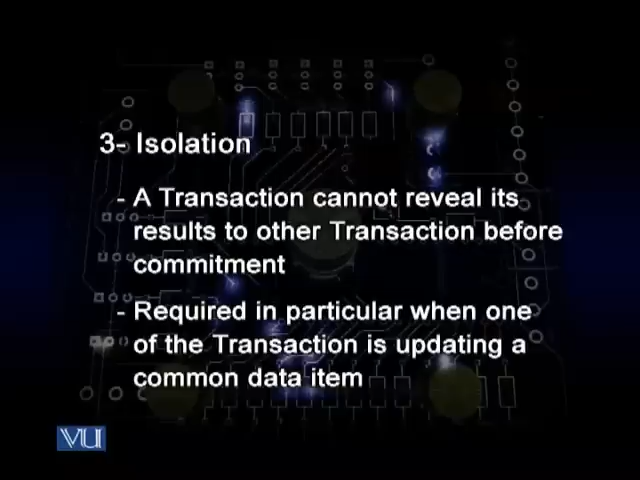 3- Isolation
- A Transaction cannot reveal its
results to other Transaction before
commitment
- Required in particular when one
of the Transaction is updating a
common data item
VU